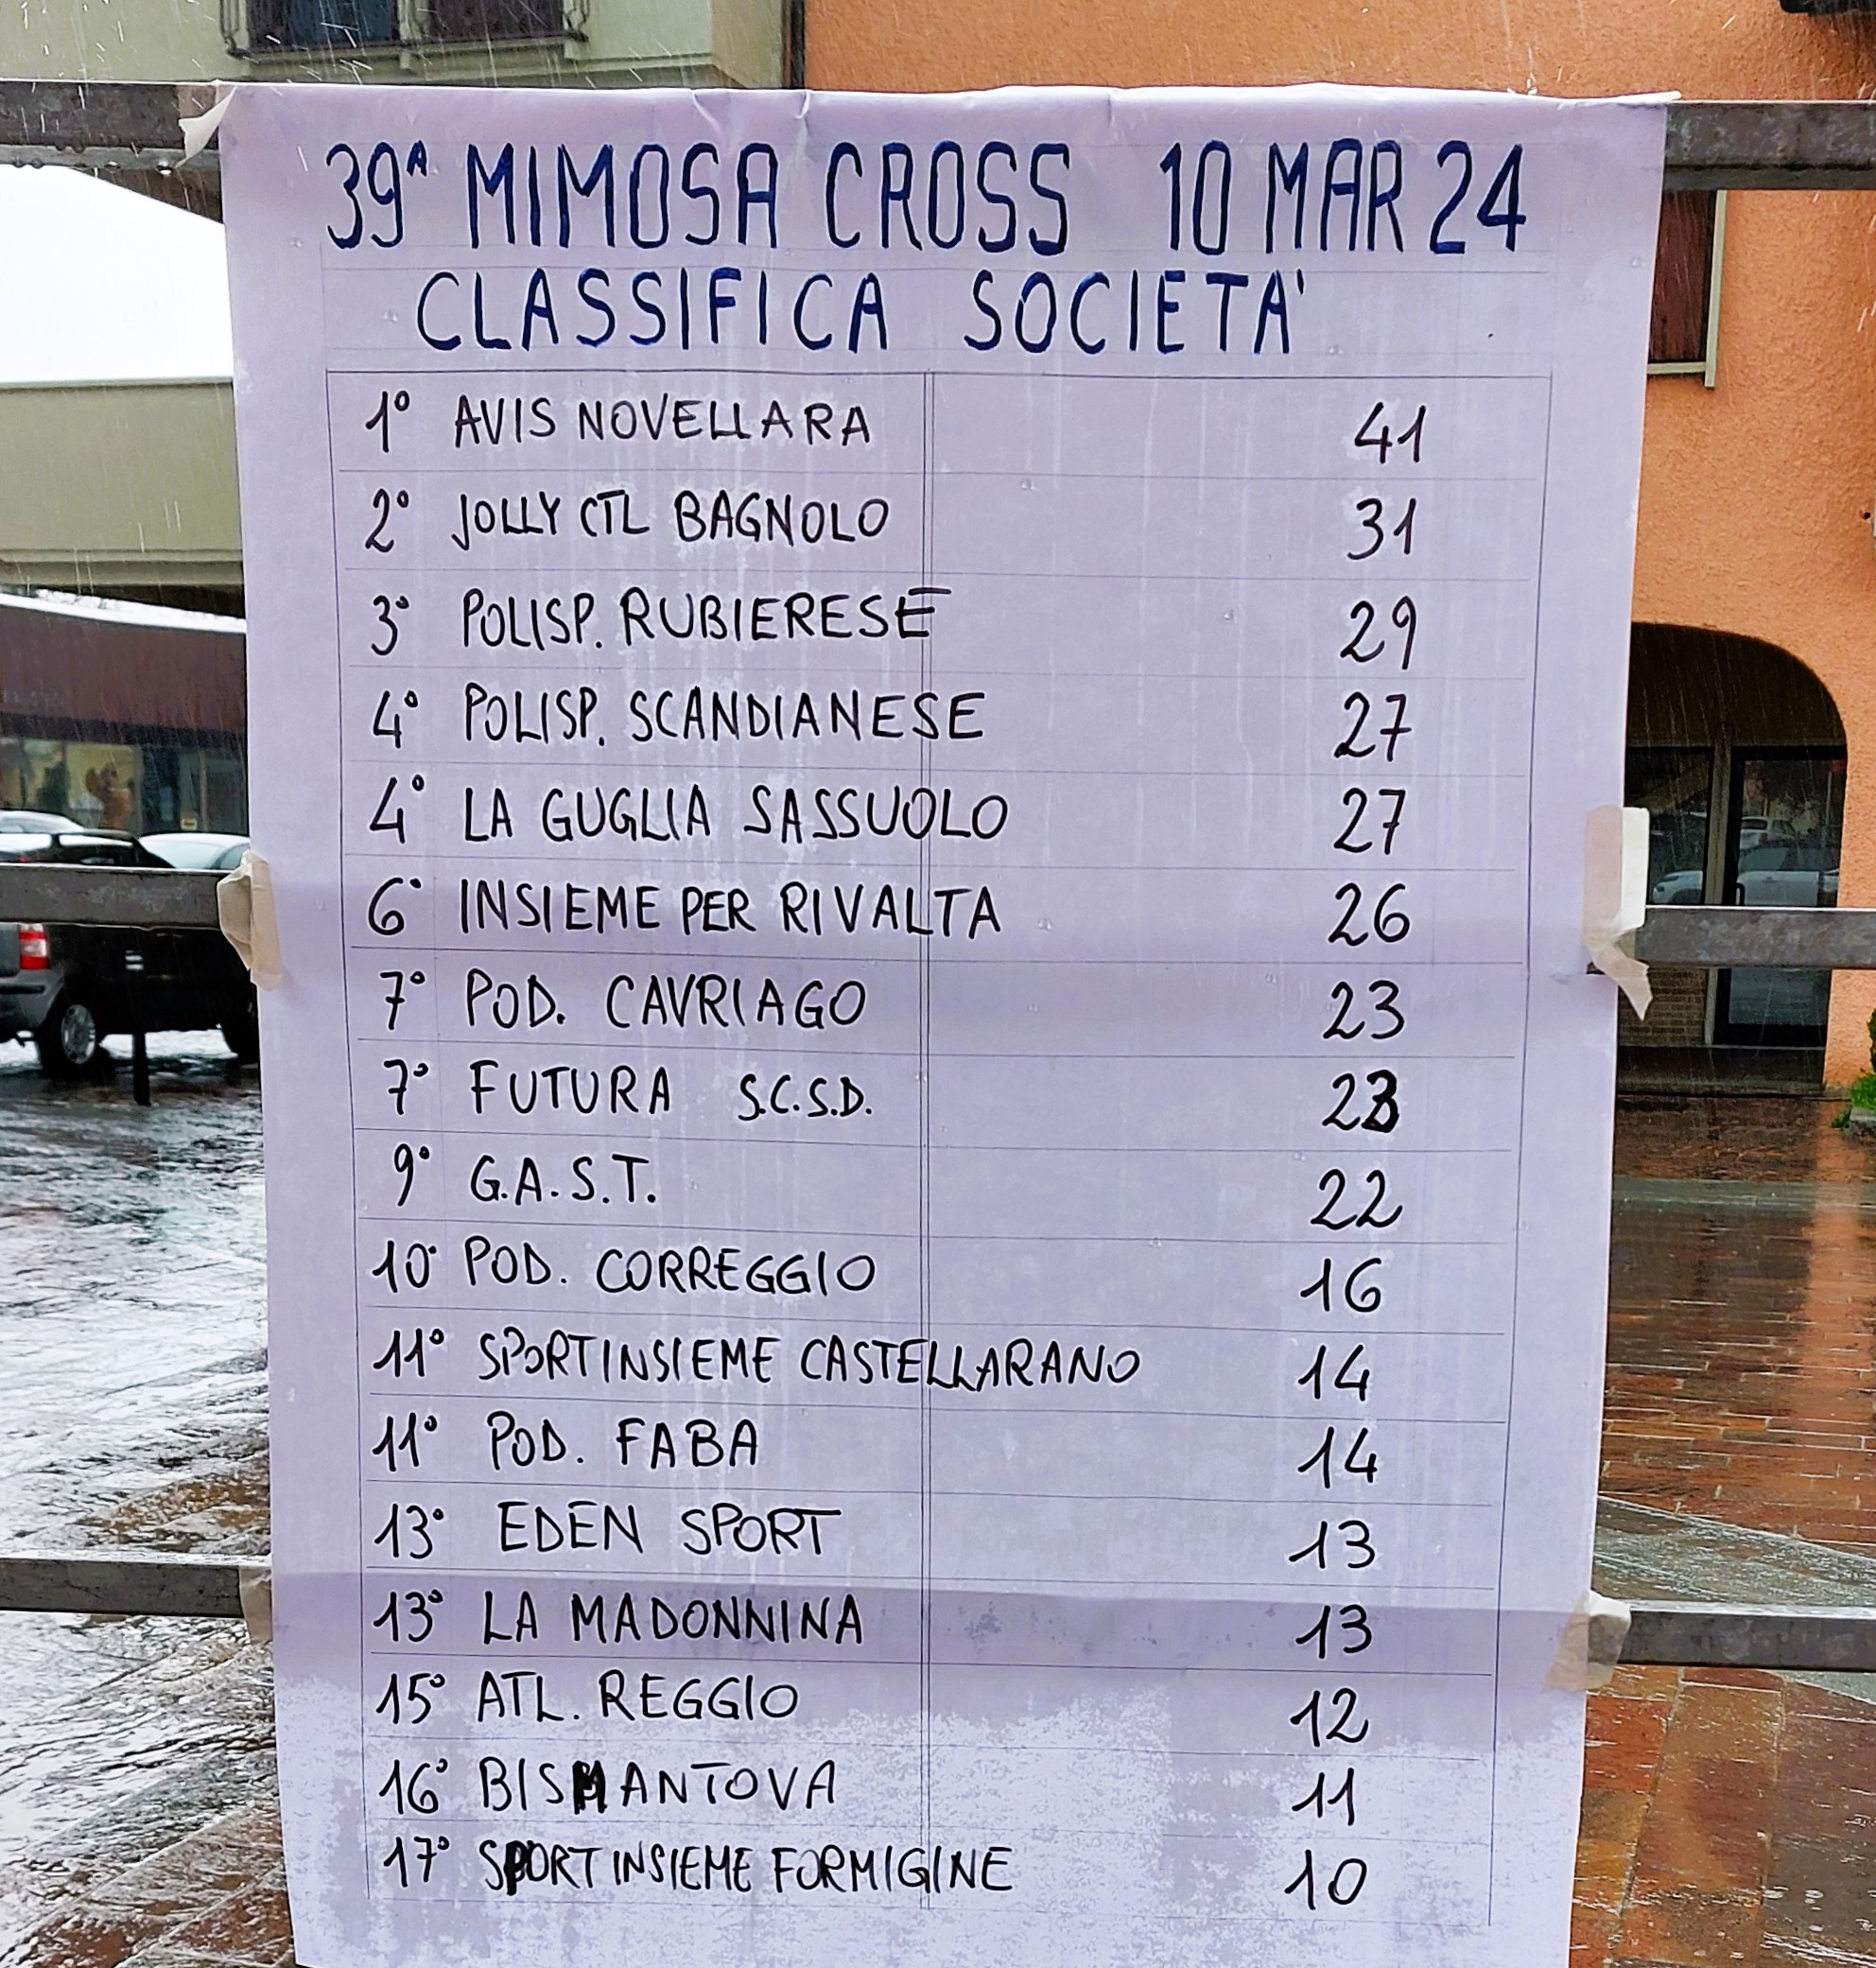 39ª MIMOSA CROSS 10 MAR 24
CLASSIFICA SOCIETA'
1° AVIS NOVELLARA 41
2° JOLLY CTL BAGNOLO 31
3° POLISP. RUBIERESE 29
4° POLISP. SCANDIANESE 27
4° LA GUGLIA SASSUOLO 27
6° INSIEME PER RIVALTA 26
7° POD. CAVRIAGO 23
7° FUTURA S.C.S.D. 23
9° G.A.S.T. 22
10° POD. CORREGGIO 16
11° SPORTINSIEME CASTELLARANO 14
11° POD. FABA 14
13° EDEN SPORT 13
13° LA MADONNINA 13
15° ATL. REGGIO 12
16° BISMANTOVA 11
17° SPORTINSIEME FORMIGINE 10